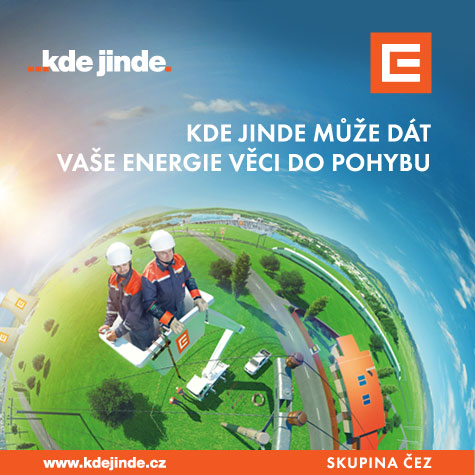 ...kde jinde.
KDE JINDE MŮŽE DÁT
VAŠE ENERGIE VĚCI DO POHYBU
www.kdejinde.cz
SKUPINA ČEZ